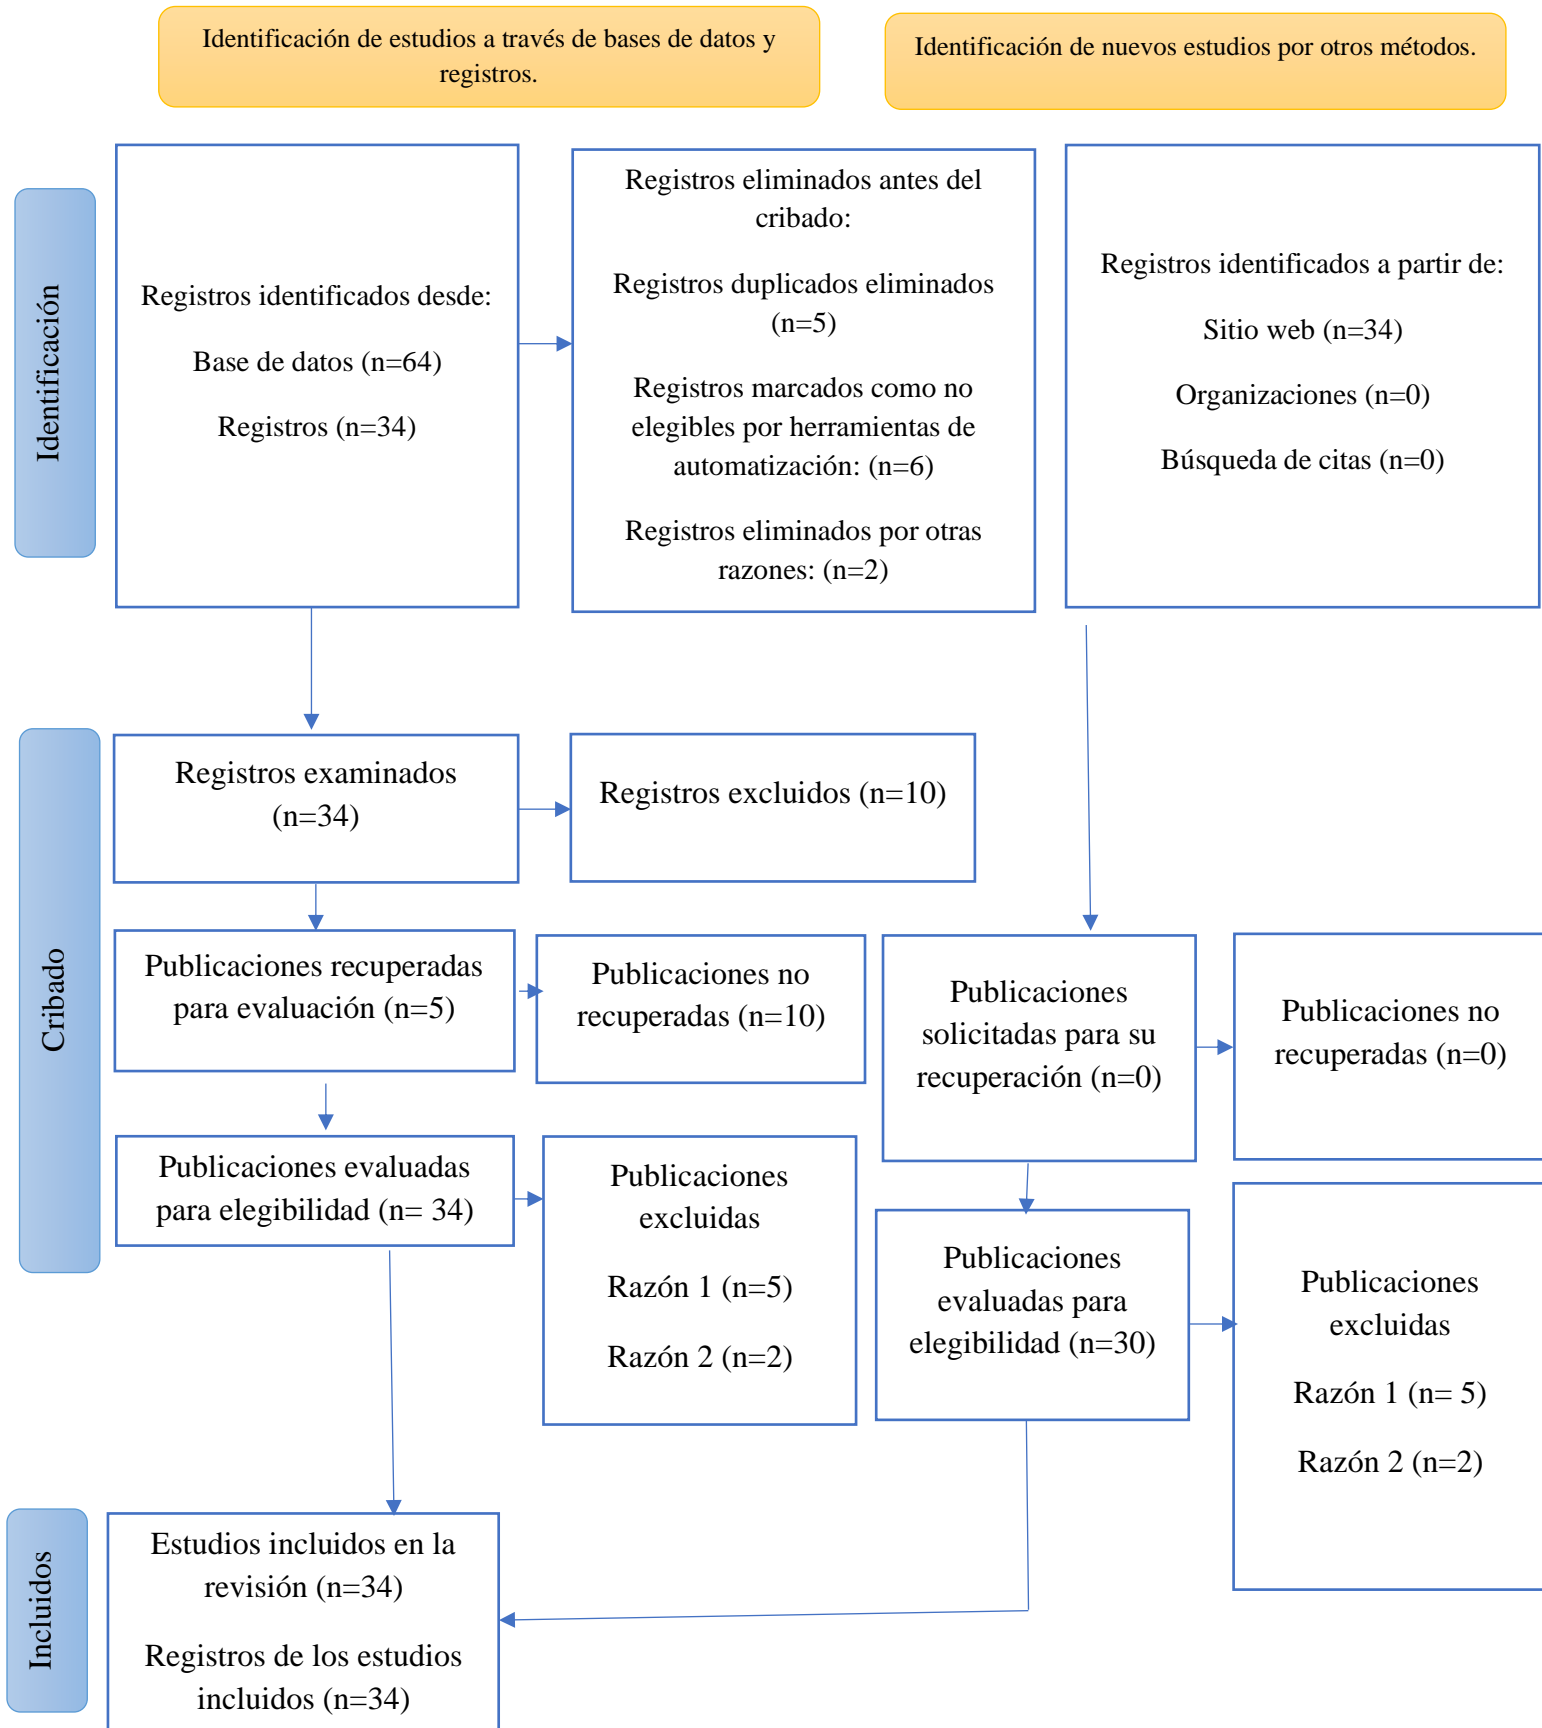 Identificación de estudios a través de bases de datos y
registros.
Identificación de nuevos estudios por otros métodos.
Identificación
Registros identificados desde:
Base de datos (n=64)
Registros (n=34)
Registros eliminados antes del
cribado:
Registros duplicados eliminados
(n=5)
Registros marcados como no
elegibles por herramientas de
automatización: (n=6)
Registros eliminados por otras
razones: (n=2)
Registros identificados a partir de:
Sitio web (n=34)
Organizaciones (n=0)
Búsqueda de citas (n=0)
Cribado
Registros examinados
(n=34)
Registros excluidos (n=10)
Publicaciones recuperadas
para evaluación (n=5)
Publicaciones no
recuperadas (n=10)
Publicaciones
solicitadas para su
recuperación (n=0)
Publicaciones no
recuperadas (n=0)
Publicaciones evaluadas
para elegibilidad (n= 34)
Publicaciones
excluidas
Razón 1 (n=5)
Razón 2 (n=2)
Publicaciones
evaluadas para
elegibilidad (n=30)
Publicaciones
excluidas
Razón 1 (n= 5)
Razón 2 (n=2)
Incluidos
Estudios incluidos en la
revisión (n=34)
Registros de los estudios
incluidos (n=34)